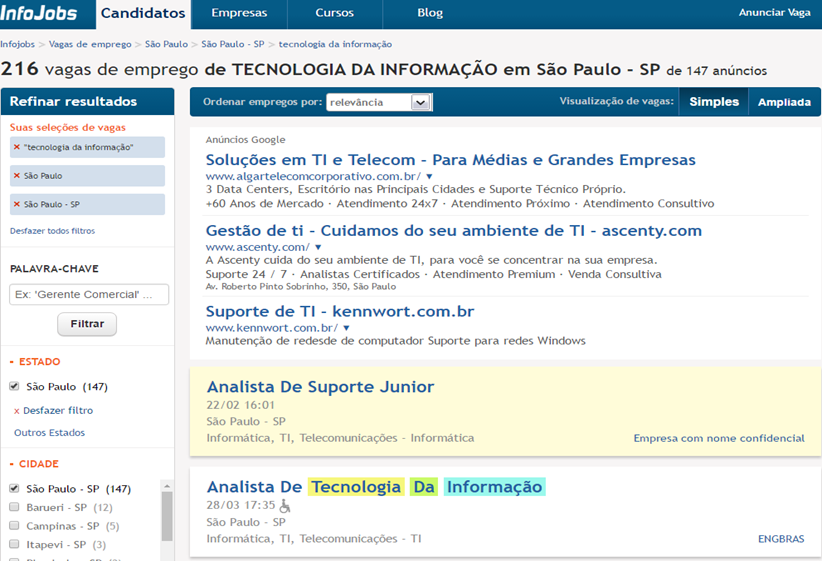 InfoJobs
Candidatos
Empresas
Cursos
Blog
Anunciar Vaga
Infojobs > Vagas de emprego > São Paulo > São Paulo - SP > tecnologia da informação
216 vagas de emprego de TECNOLOGIA DA INFORMAÇÃO em São Paulo - SP de 147 anúncios
Refinar resultados
Suas seleções de vagas
× "tecnologia da informação"
× São Paulo
× São Paulo - SP
Desfazer todos filtros
PALAVRA-CHAVE
Ex: 'Gerente Comercial' ...
Filtrar
- ESTADO
São Paulo (147)
x Desfazer filtro
Outros Estados
- CIDADE
São Paulo - SP (147)
Barueri - SP (12)
Campinas - SP (5)
Itapevi - SP (3)
Ordenar empregos por: relevância
Visualização de vagas: Simples Ampliada
Anúncios Google
Soluções em TI e Telecom - Para Médias e Grandes Empresas
www.algartelecomcorporativo.com.br/ ▼
3 Data Centers, Escritório nas Principais Cidades e Suporte Técnico Próprio.
+60 Anos de Mercado · Atendimento 24x7 · Atendimento Próximo · Atendimento Consultivo
Gestão de ti - Cuidamos do seu ambiente de TI - ascenty.com
www.ascenty.com/ ▼
A Ascenty cuida do seu ambiente de TI, para você se concentrar na sua empresa.
Suporte 24 / 7 · Analistas Certificados · Atendimento Premium · Venda Consultiva
Av. Roberto Pinto Sobrinho, 350, São Paulo
Suporte de TI - kennwort.com.br
www.kennwort.com.br/ ▼
Manutenção de redesde de computador Suporte para redes Windows
Analista De Suporte Junior
22/02 16:01
São Paulo - SP
Informática, TI, Telecomunicações - Informática
Empresa com nome confidencial
Analista De Tecnologia Da Informação
28/03 17:35
São Paulo - SP
Informática, TI, Telecomunicações - TI
ENGBRAS